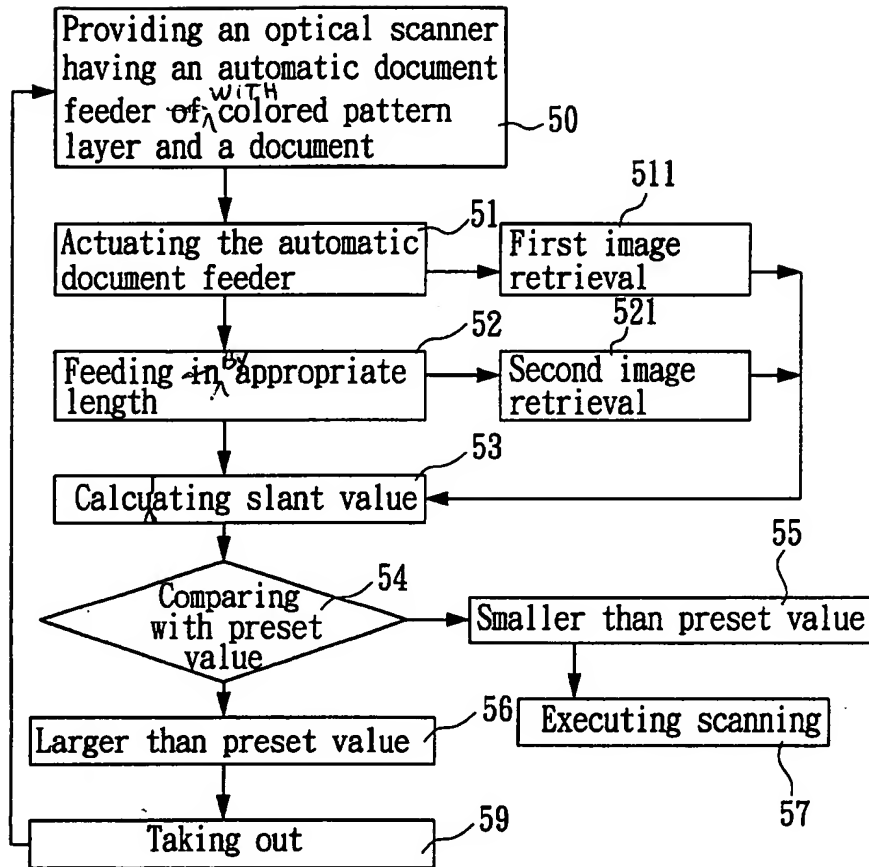 Providing an optical scanner
having an automatic document
feeder of WITH colored pattern
layer and a document
50
51
Actuating the automatic
document feeder
511
First image
retrieval
52
Feeding in BY appropriate
length
521
Second image
retrieval
53
Calculating slant value
54
Comparing
with preset
value
55
Smaller than preset value
56
Larger than preset value
Executing scanning
57
Taking out
59